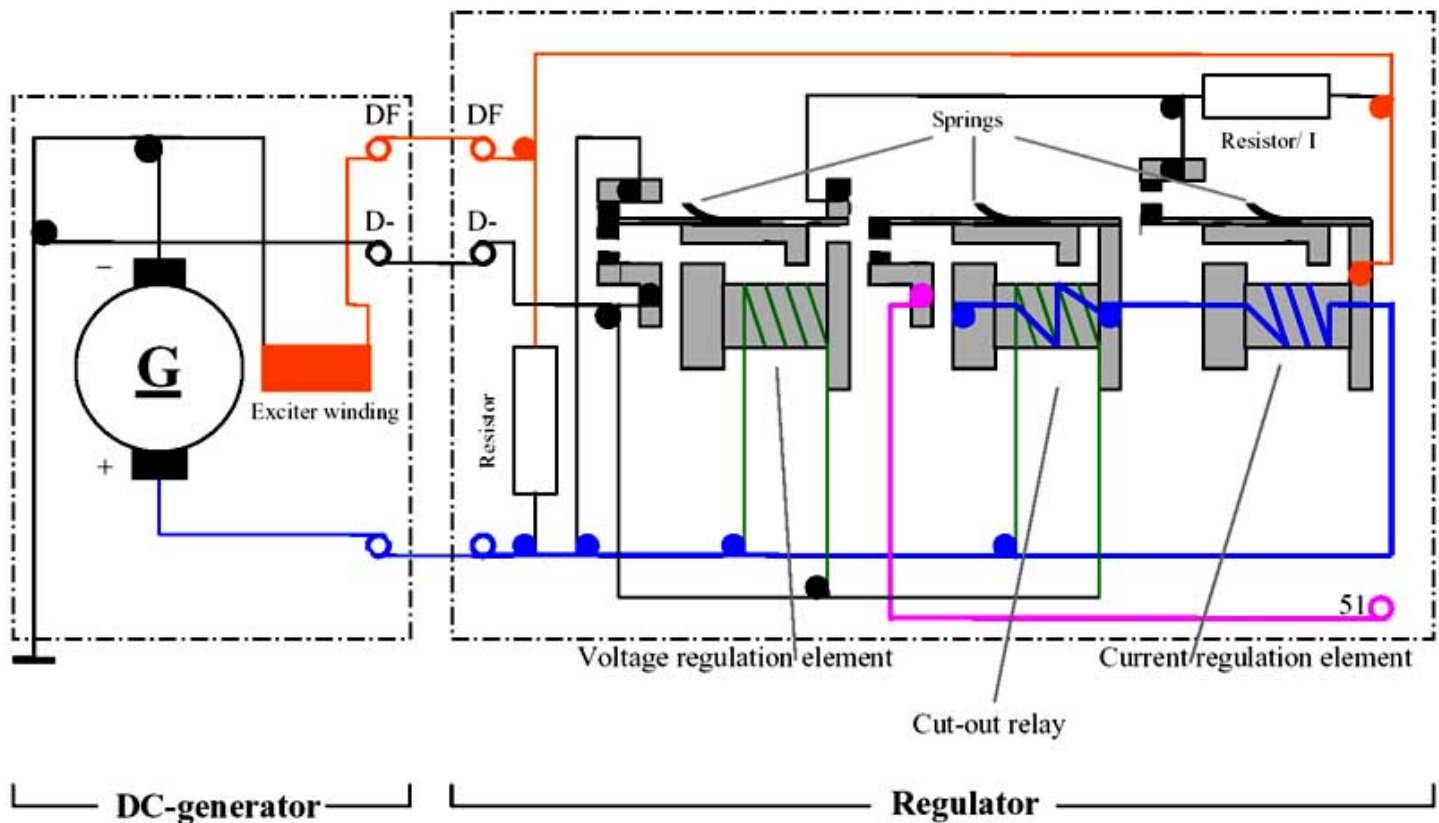 DF
DF
Springs
Resistor/ I
D-
D-
−
G
Exciter winding
Resistor
+
51
Voltage regulation element
Current regulation element
Cut-out relay
DC-generator
Regulator